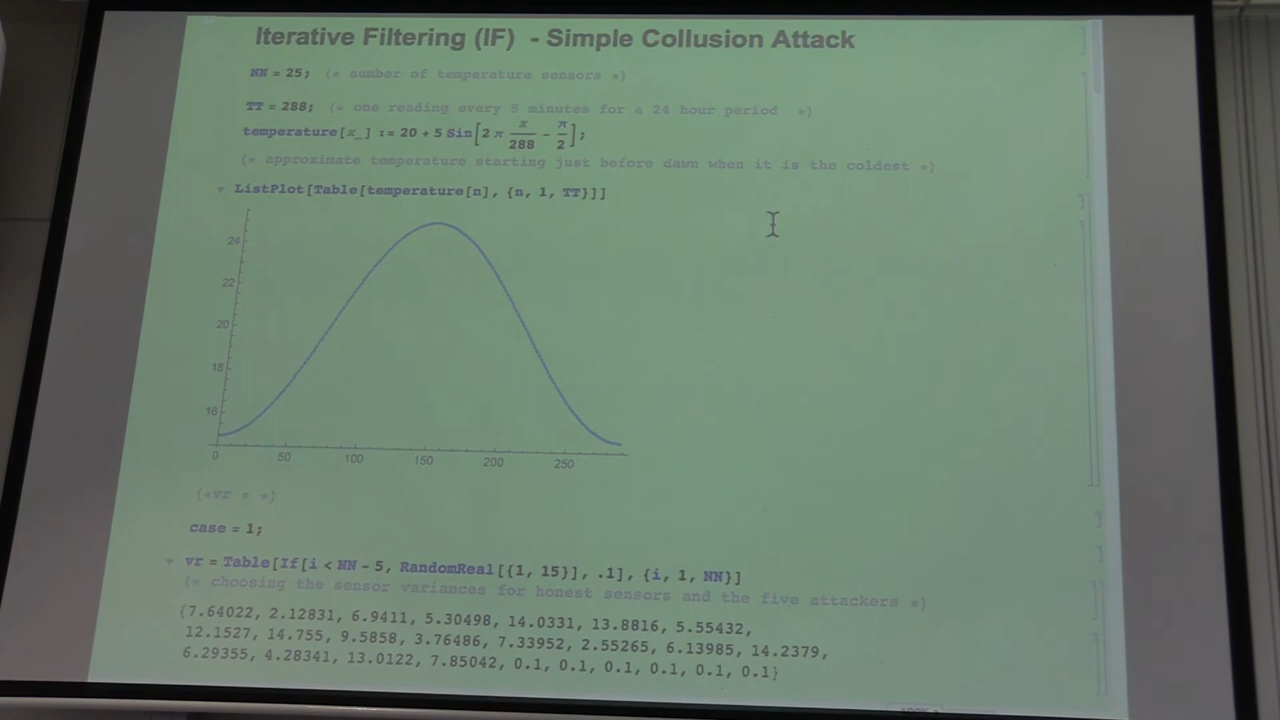 Iterative Filtering (IF) - Simple Collusion Attack
NN = 25; (* number of temperature sensors *)
TT = 288; (* one reading every 5 minutes for a 24 hour period *)
temperature[x_] := 20 + 5 Sin[2 π x/288 - π/2];
(* approximate temperature starting just before dawn when it is the coldest *)
ListPlot[Table[temperature[n], {n, 1, TT}]]
24
22
20
18
16
0 50 100 150 200 250
(*vr = *)
case = 1;
vr = Table[If[i < NN - 5, RandomReal[{1, 15}], .1], {i, 1, NN}]
(* choosing the sensor variances for honest sensors and the five attackers *)
{7.64022, 2.12831, 6.9411, 5.30498, 14.0331, 13.8816, 5.55432,
12.1527, 14.755, 9.5858, 3.76486, 7.33952, 2.55265, 6.13985, 14.2379,
6.29355, 4.28341, 13.0122, 7.85042, 0.1, 0.1, 0.1, 0.1, 0.1, 0.1}